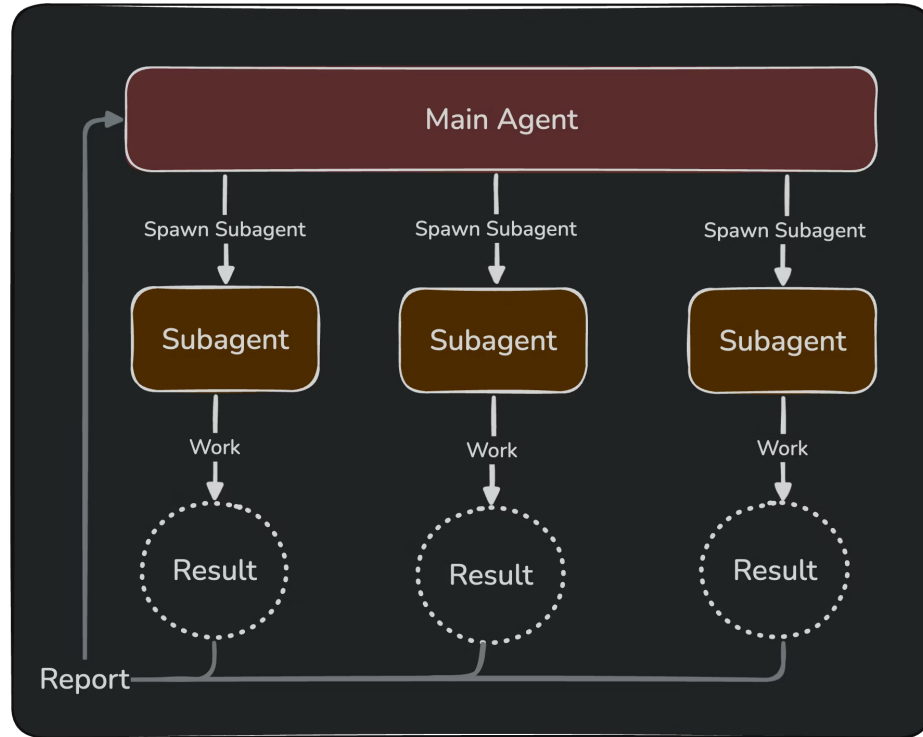 Main Agent
Spawn Subagent
Spawn Subagent
Spawn Subagent
Subagent
Subagent
Subagent
Work
Work
Work
Result
Result
Result
Report